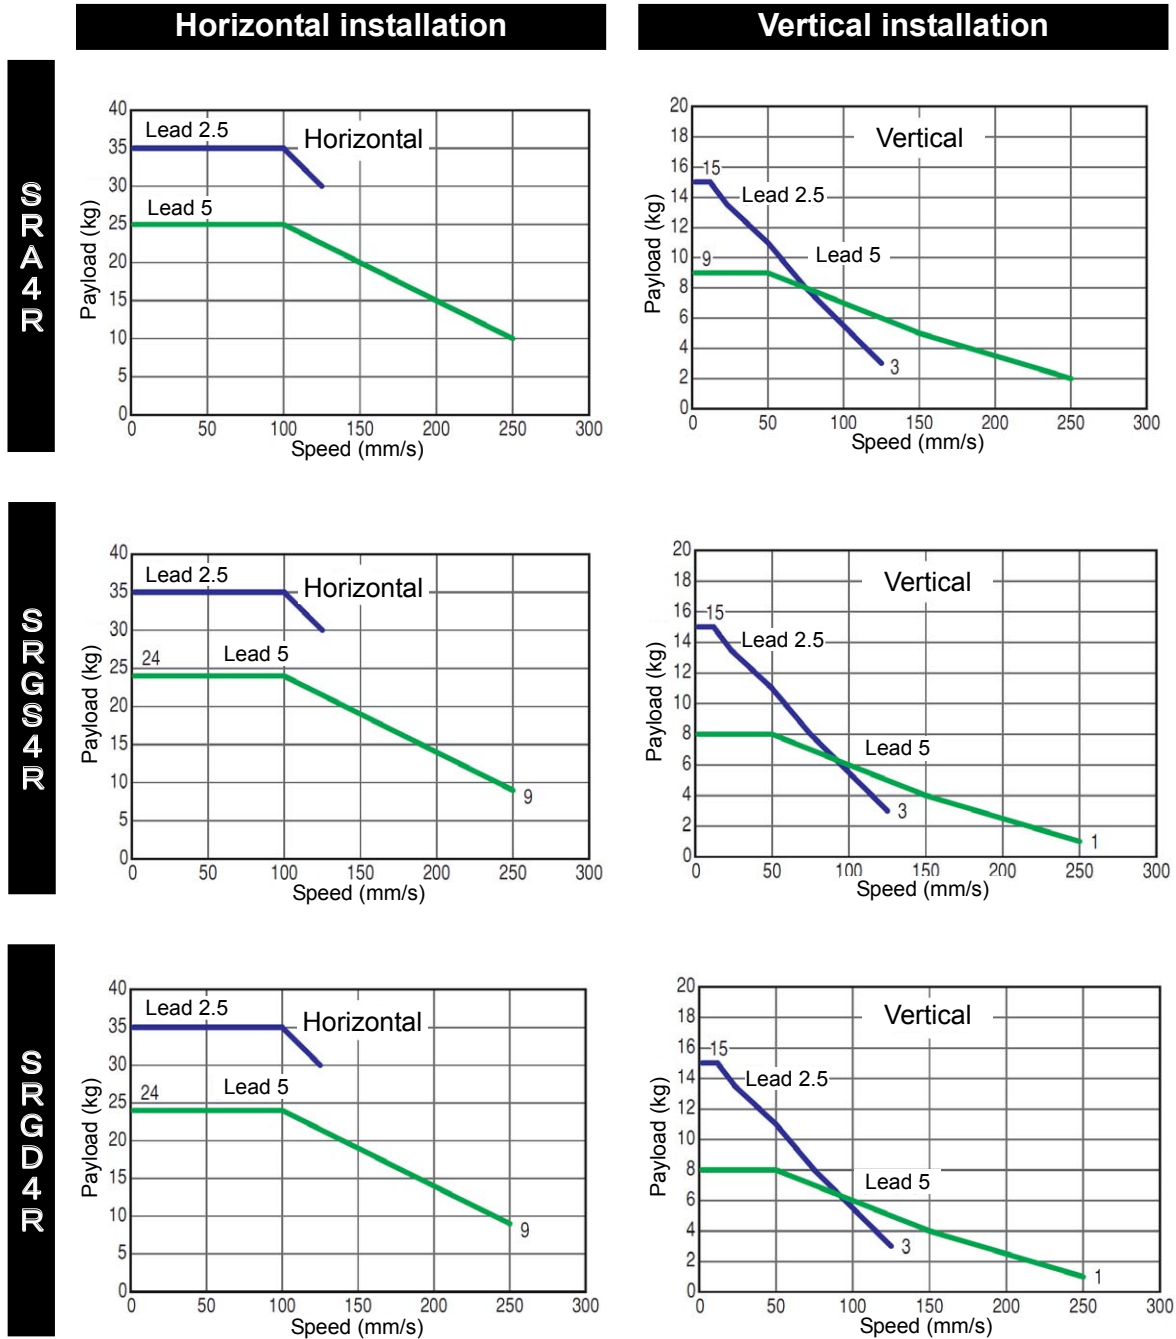 Horizontal installation
Vertical installation
SRA4R
40
35
30
25
20
15
10
5
0
Payload (kg)
Lead 2.5
Horizontal
Lead 5
0 50 100 150 200 250 300
Speed (mm/s)
20
18
16
14
12
10
8
6
4
2
0
Payload (kg)
Vertical
15
Lead 2.5
Lead 5
9
3
0 50 100 150 200 250 300
Speed (mm/s)
SRGS4R
40
35
30
25
20
15
10
5
0
Payload (kg)
Lead 2.5
Horizontal
24
Lead 5
9
0 50 100 150 200 250 300
Speed (mm/s)
20
18
16
14
12
10
8
6
4
2
0
Payload (kg)
Vertical
15
Lead 2.5
Lead 5
3
1
0 50 100 150 200 250 300
Speed (mm/s)
SRGD4R
40
35
30
25
20
15
10
5
0
Payload (kg)
Lead 2.5
Horizontal
24
Lead 5
9
0 50 100 150 200 250 300
Speed (mm/s)
20
18
16
14
12
10
8
6
4
2
0
Payload (kg)
Vertical
15
Lead 2.5
Lead 5
3
1
0 50 100 150 200 250 300
Speed (mm/s)